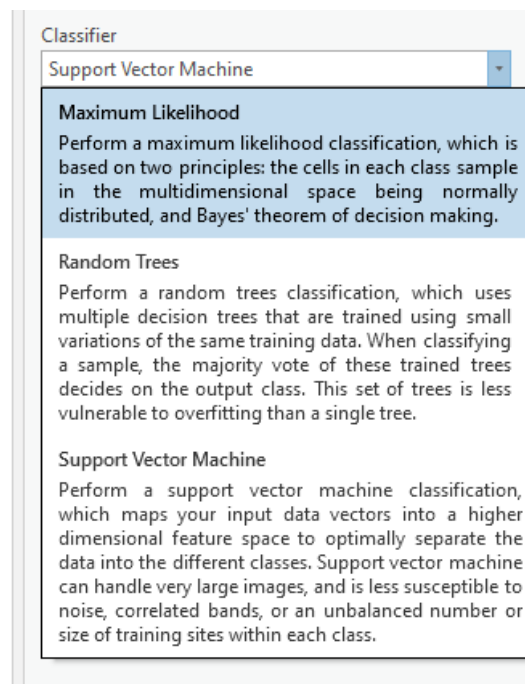 Classifier
Support Vector Machine
Maximum Likelihood
Perform a maximum likelihood classification, which is
based on two principles: the cells in each class sample
in the multidimensional space being normally
distributed, and Bayes' theorem of decision making.
Random Trees
Perform a random trees classification, which uses
multiple decision trees that are trained using small
variations of the same training data. When classifying
a sample, the majority vote of these trained trees
decides on the output class. This set of trees is less
vulnerable to overfitting than a single tree.
Support Vector Machine
Perform a support vector machine classification,
which maps your input data vectors into a higher
dimensional feature space to optimally separate the
data into the different classes. Support vector machine
can handle very large images, and is less susceptible to
noise, correlated bands, or an unbalanced number or
size of training sites within each class.